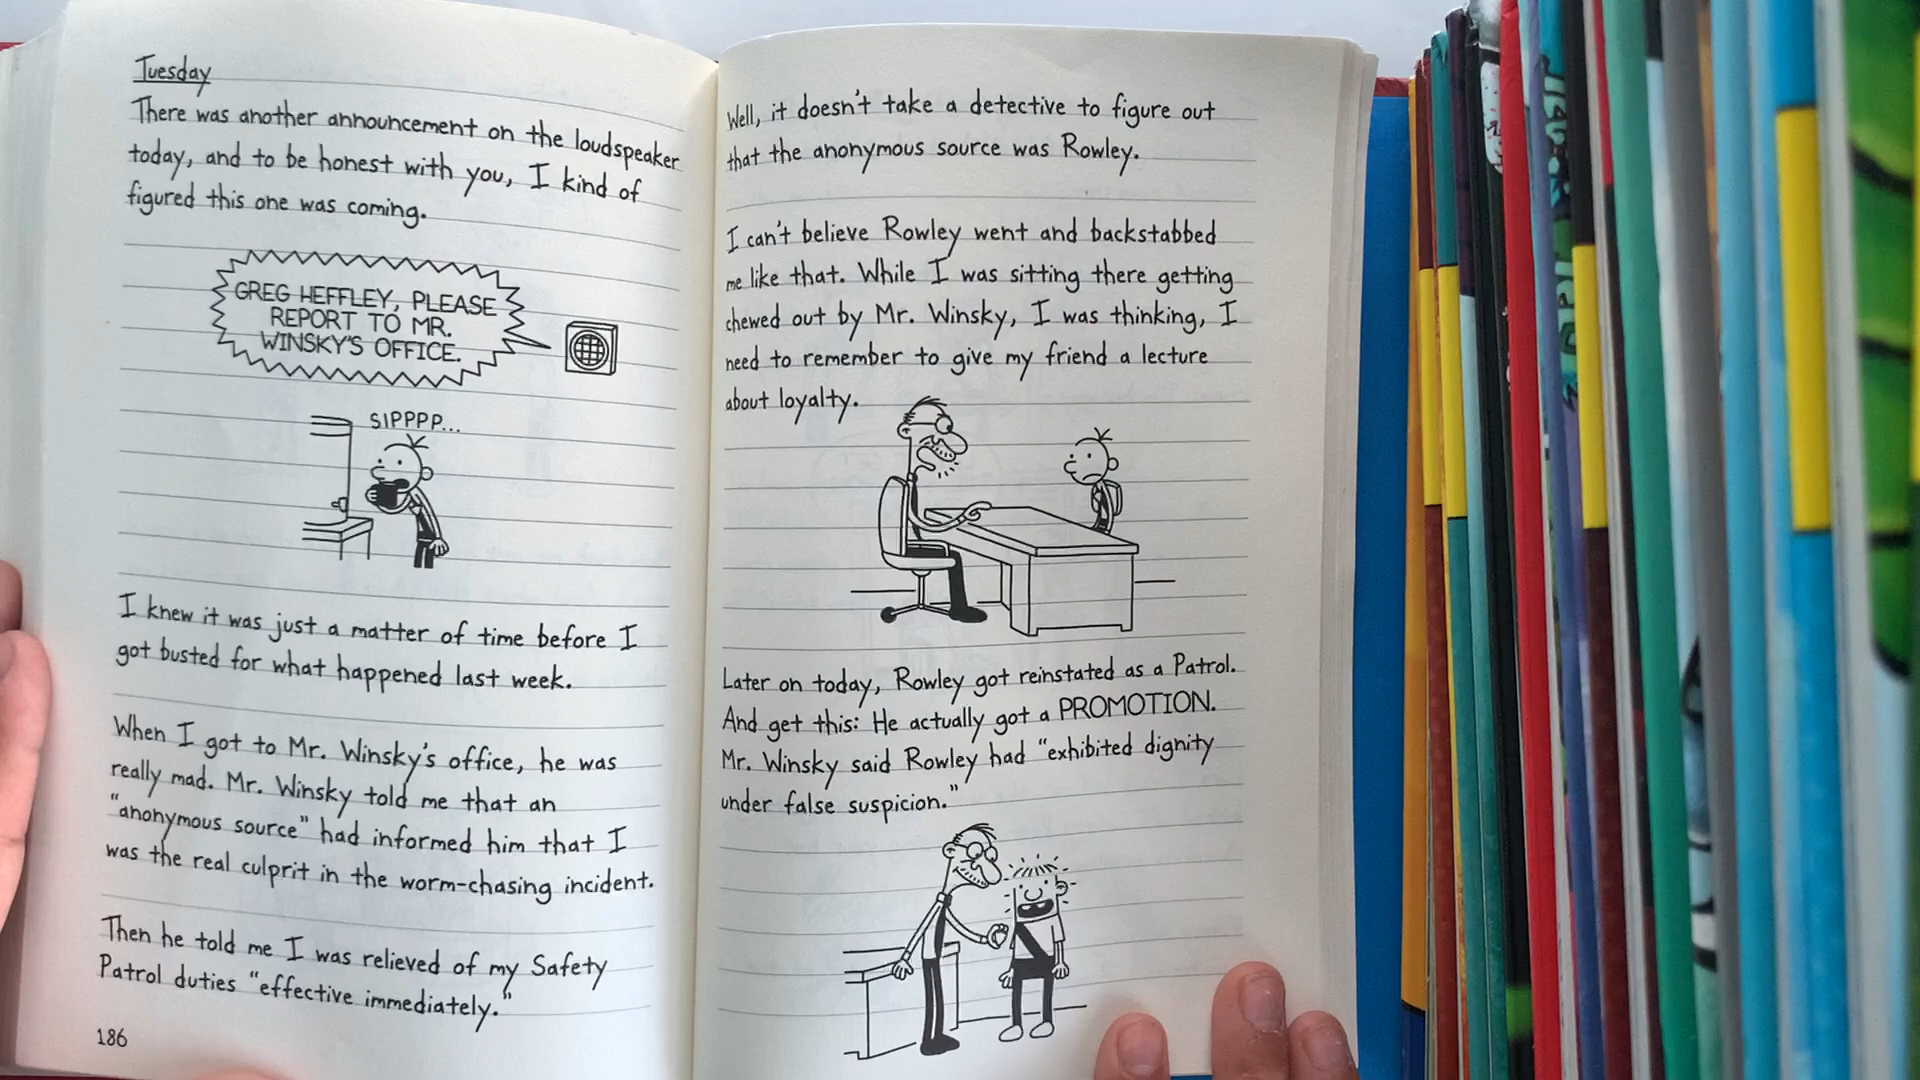 Tuesday
There was another announcement on the loudspeaker
today, and to be honest with you, I kind of
figured this one was coming.
GREG HEFFLEY, PLEASE
REPORT TO MR.
WINSKY'S OFFICE.
SIPPPP...
I knew it was just a matter of time before I
got busted for what happened last week.
When I got to Mr. Winsky's office, he was
really mad. Mr. Winsky told me that an
"anonymous source" had informed him that I
was the real culprit in the worm-chasing incident.
Then he told me I was relieved of my Safety
Patrol duties "effective immediately."
186
Well, it doesn't take a detective to figure out
that the anonymous source was Rowley.
I can't believe Rowley went and backstabbed
me like that. While I was sitting there getting
chewed out by Mr. Winsky, I was thinking, I
need to remember to give my friend a lecture
about loyalty.
Later on today, Rowley got reinstated as a Patrol.
And get this: He actually got a PROMOTION.
Mr. Winsky said Rowley had "exhibited dignity
under false suspicion."